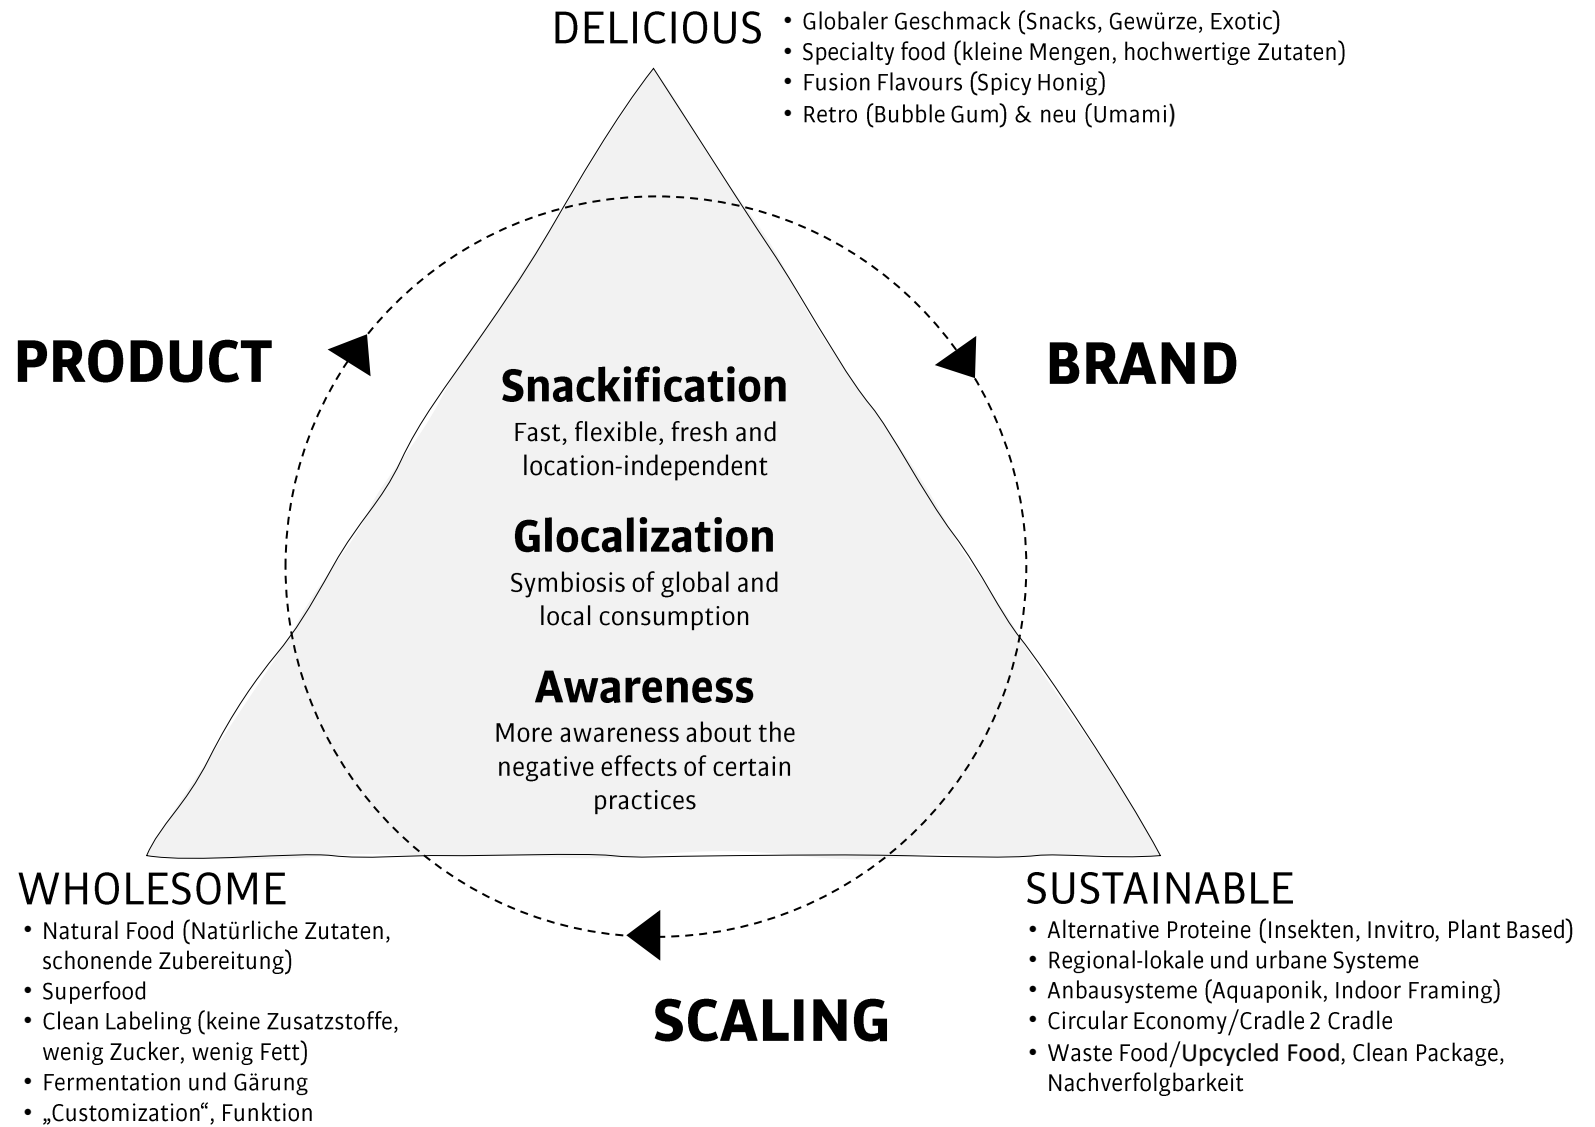 DELICIOUS
• Globaler Geschmack (Snacks, Gewürze, Exotic)
• Specialty food (kleine Mengen, hochwertige Zutaten)
• Fusion Flavours (Spicy Honig)
• Retro (Bubble Gum) & neu (Umami)
PRODUCT
BRAND
Snackification
Fast, flexible, fresh and
location-independent
Glocalization
Symbiosis of global and
local consumption
Awareness
More awareness about the
negative effects of certain
practices
WHOLESOME
• Natural Food (Natürliche Zutaten,
schonende Zubereitung)
• Superfood
• Clean Labeling (keine Zusatzstoffe,
wenig Zucker, wenig Fett)
• Fermentation und Gärung
• „Customization“, Funktion
SCALING
SUSTAINABLE
• Alternative Proteine (Insekten, Invitro, Plant Based)
• Regional-lokale und urbane Systeme
• Anbausysteme (Aquaponik, Indoor Framing)
• Circular Economy/Cradle 2 Cradle
• Waste Food/Upcycled Food, Clean Package,
Nachverfolgbarkeit